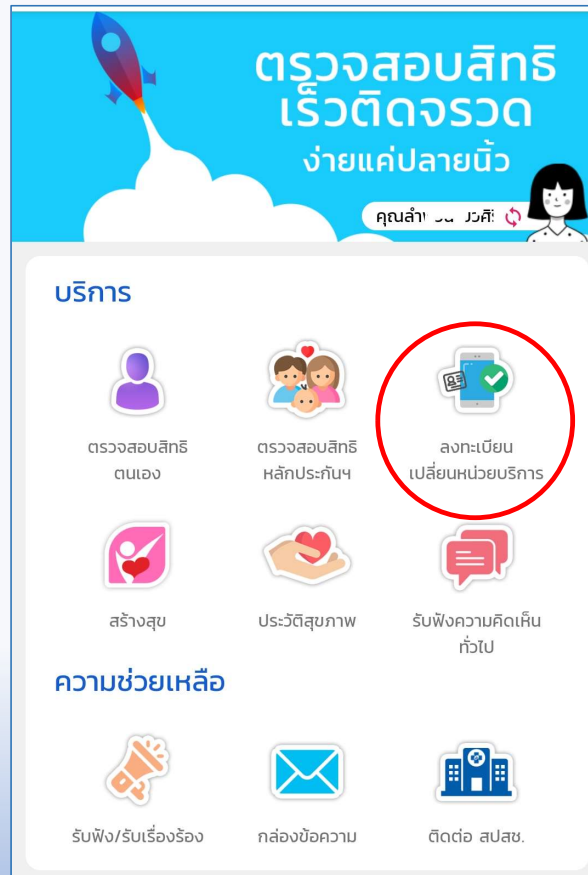 ตรวจสอบสิทธิ
เร็วติดจรวด
ง่ายแค่ปลายนิ้ว
บริการ
ตรวจสอบสิทธิ
ตนเอง
ตรวจสอบสิทธิ
หลักประกันฯ
ลงทะเบียน
เปลี่ยนหน่วยบริการ
สร้างสุข
ประวัติสุขภาพ
รับฟังความคิดเห็น
ทั่วไป
ความช่วยเหลือ
รับฟัง/รับเรื่องร้อง
กล่องข้อความ
ติดต่อ สปสช.